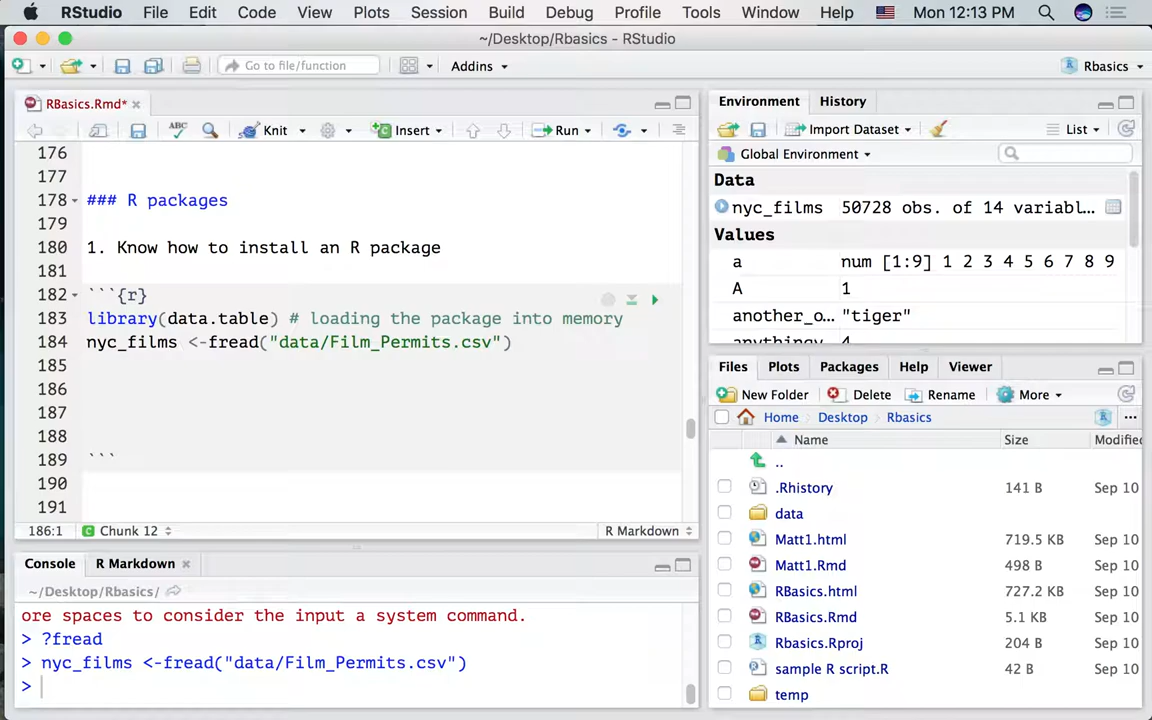 RStudio File Edit Code View Plots Session Build Debug Profile Tools Window Help Mon 12:13 PM
~/Desktop/Rbasics - RStudio
Go to file/function Addins Rbasics
RBasics.Rmd*
Knit Insert Run
176
177
178 ### R packages
179
180 1. Know how to install an R package
181
182 ```{r}
183 library(data.table) # loading the package into memory
184 nyc_films <-fread("data/Film_Permits.csv")
185
186
187
188
189 ```
190
191
186:1 Chunk 12 R Markdown
Console R Markdown
~/Desktop/Rbasics/
ore spaces to consider the input a system command.
> ?fread
> nyc_films <-fread("data/Film_Permits.csv")
>
Environment History
Import Dataset List
Global Environment
Data
nyc_films 50728 obs. of 14 variabl...
Values
a num [1:9] 1 2 3 4 5 6 7 8 9
A 1
another_o... "tiger"
anythingy 4
Files Plots Packages Help Viewer
New Folder Delete Rename More
Home Desktop Rbasics
Name Size Modified
..
.Rhistory 141 B Sep 10
data
Matt1.html 719.5 KB Sep 10
Matt1.Rmd 498 B Sep 10
RBasics.html 727.2 KB Sep 10
RBasics.Rmd 5.1 KB Sep 10
Rbasics.Rproj 204 B Sep 10
sample R script.R 42 B Sep 10
temp